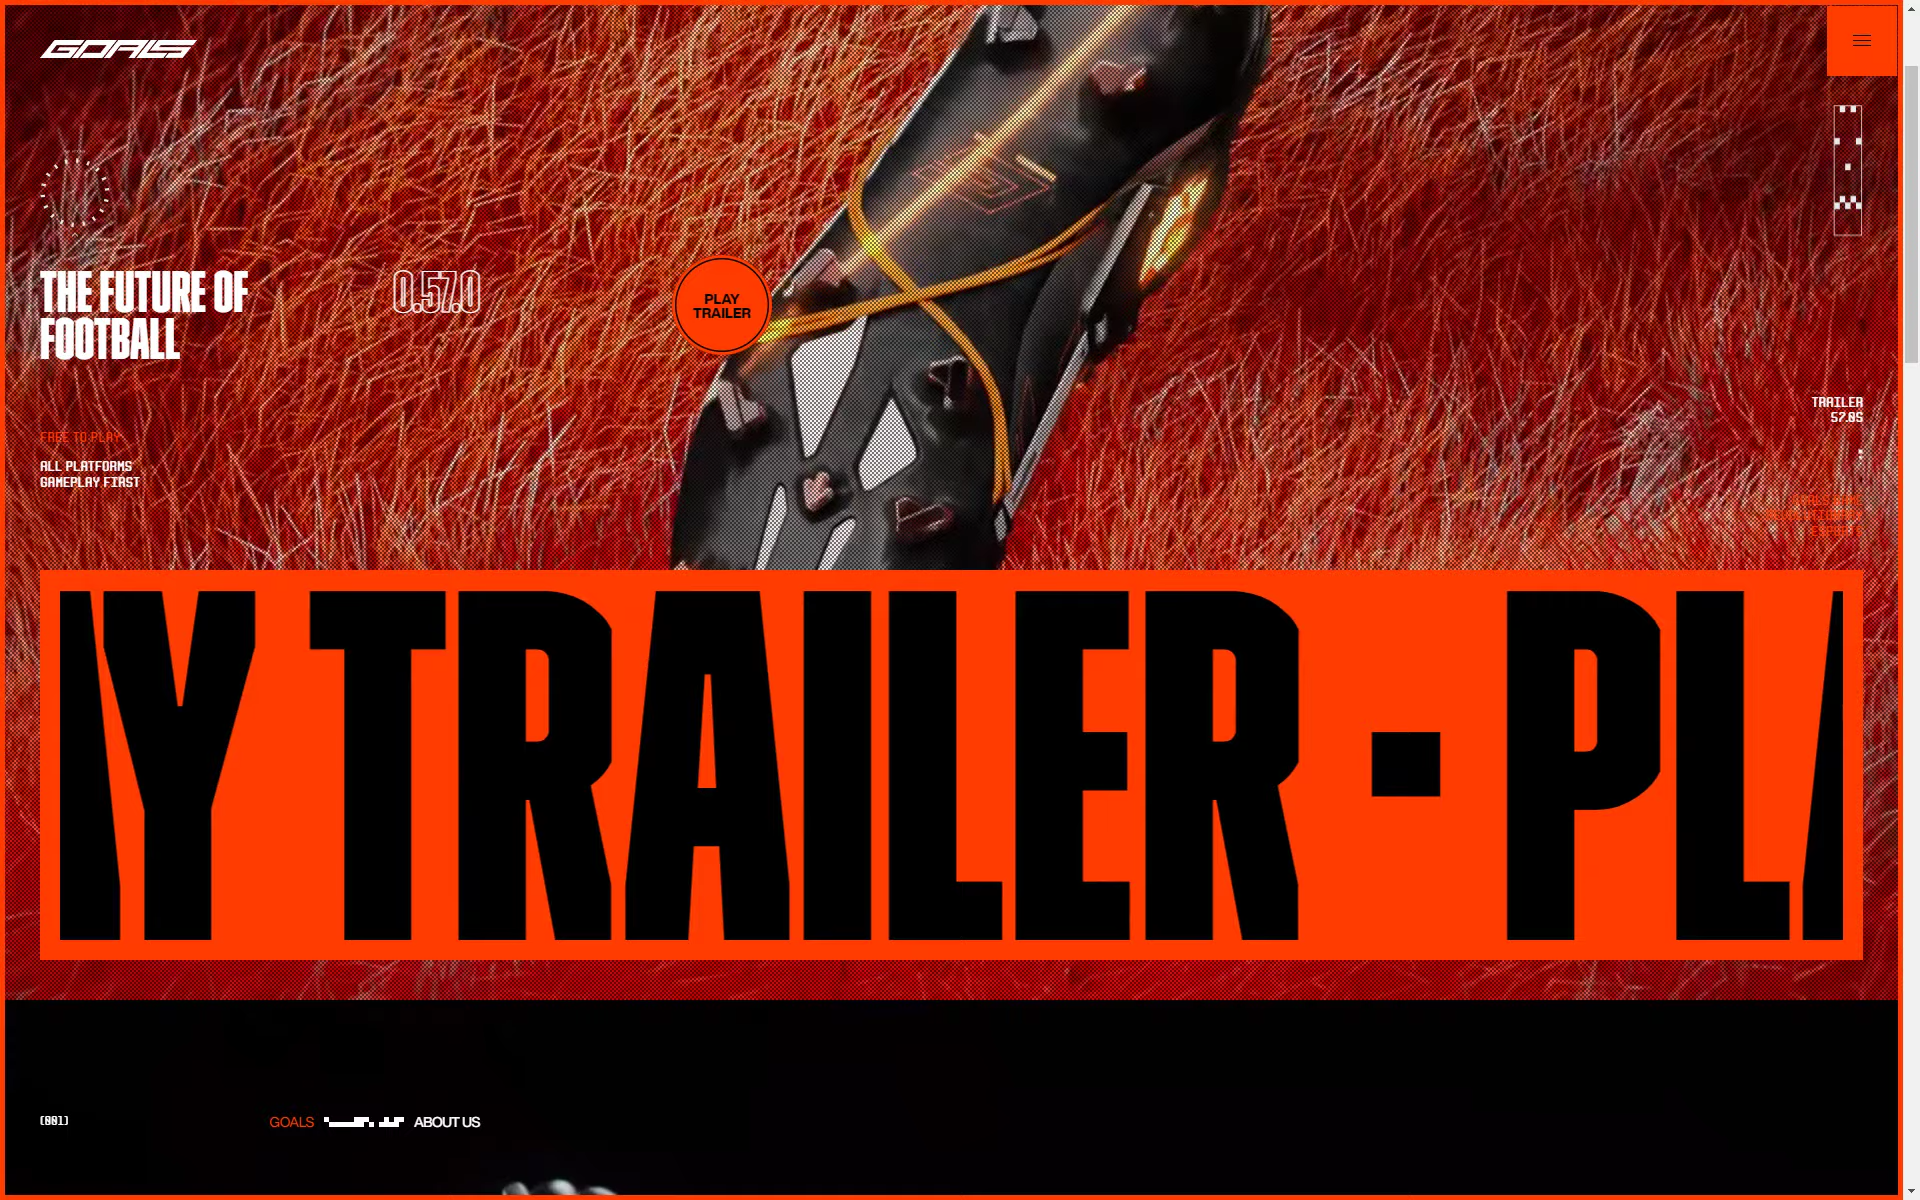 GOALS
THE FUTURE OF
FOOTBALL
0.57.0
PLAY
TRAILER
TRAILER
57.0S
FREE TO PLAY
ALL PLATFORMS
GAMEPLAY FIRST
Y TRAILER · PL
(001)
GOALS
ABOUT US